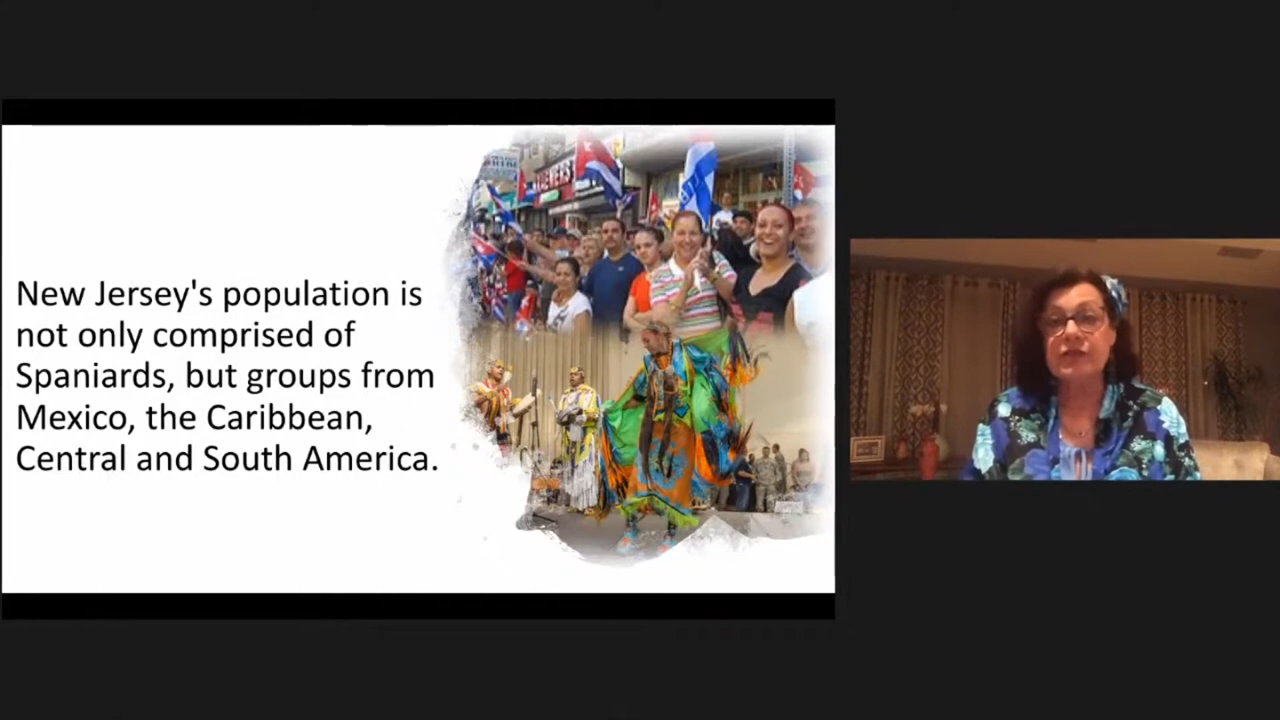 New Jersey's population is
not only comprised of
Spaniards, but groups from
Mexico, the Caribbean,
Central and South America.